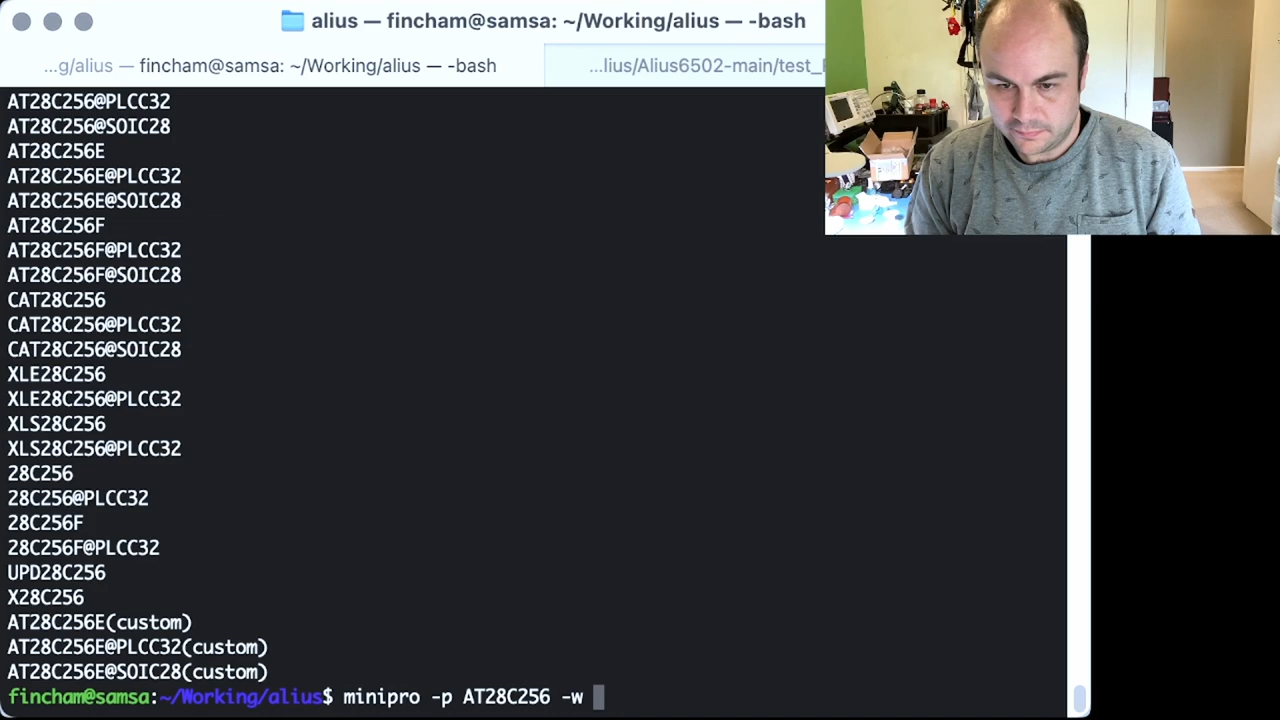 alius — fincham@samsa: ~/Working/alius — -bash
...g/alius — fincham@samsa: ~/Working/alius — -bash
...lius/Alius6502-main/test_
AT28C256@PLCC32
AT28C256@SOIC28
AT28C256E
AT28C256E@PLCC32
AT28C256E@SOIC28
AT28C256F
AT28C256F@PLCC32
AT28C256F@SOIC28
CAT28C256
CAT28C256@PLCC32
CAT28C256@SOIC28
XLE28C256
XLE28C256@PLCC32
XLS28C256
XLS28C256@PLCC32
28C256
28C256@PLCC32
28C256F
28C256F@PLCC32
UPD28C256
X28C256
AT28C256E(custom)
AT28C256E@PLCC32(custom)
AT28C256E@SOIC28(custom)
fincham@samsa:~/Working/alius$ minipro -p AT28C256 -w